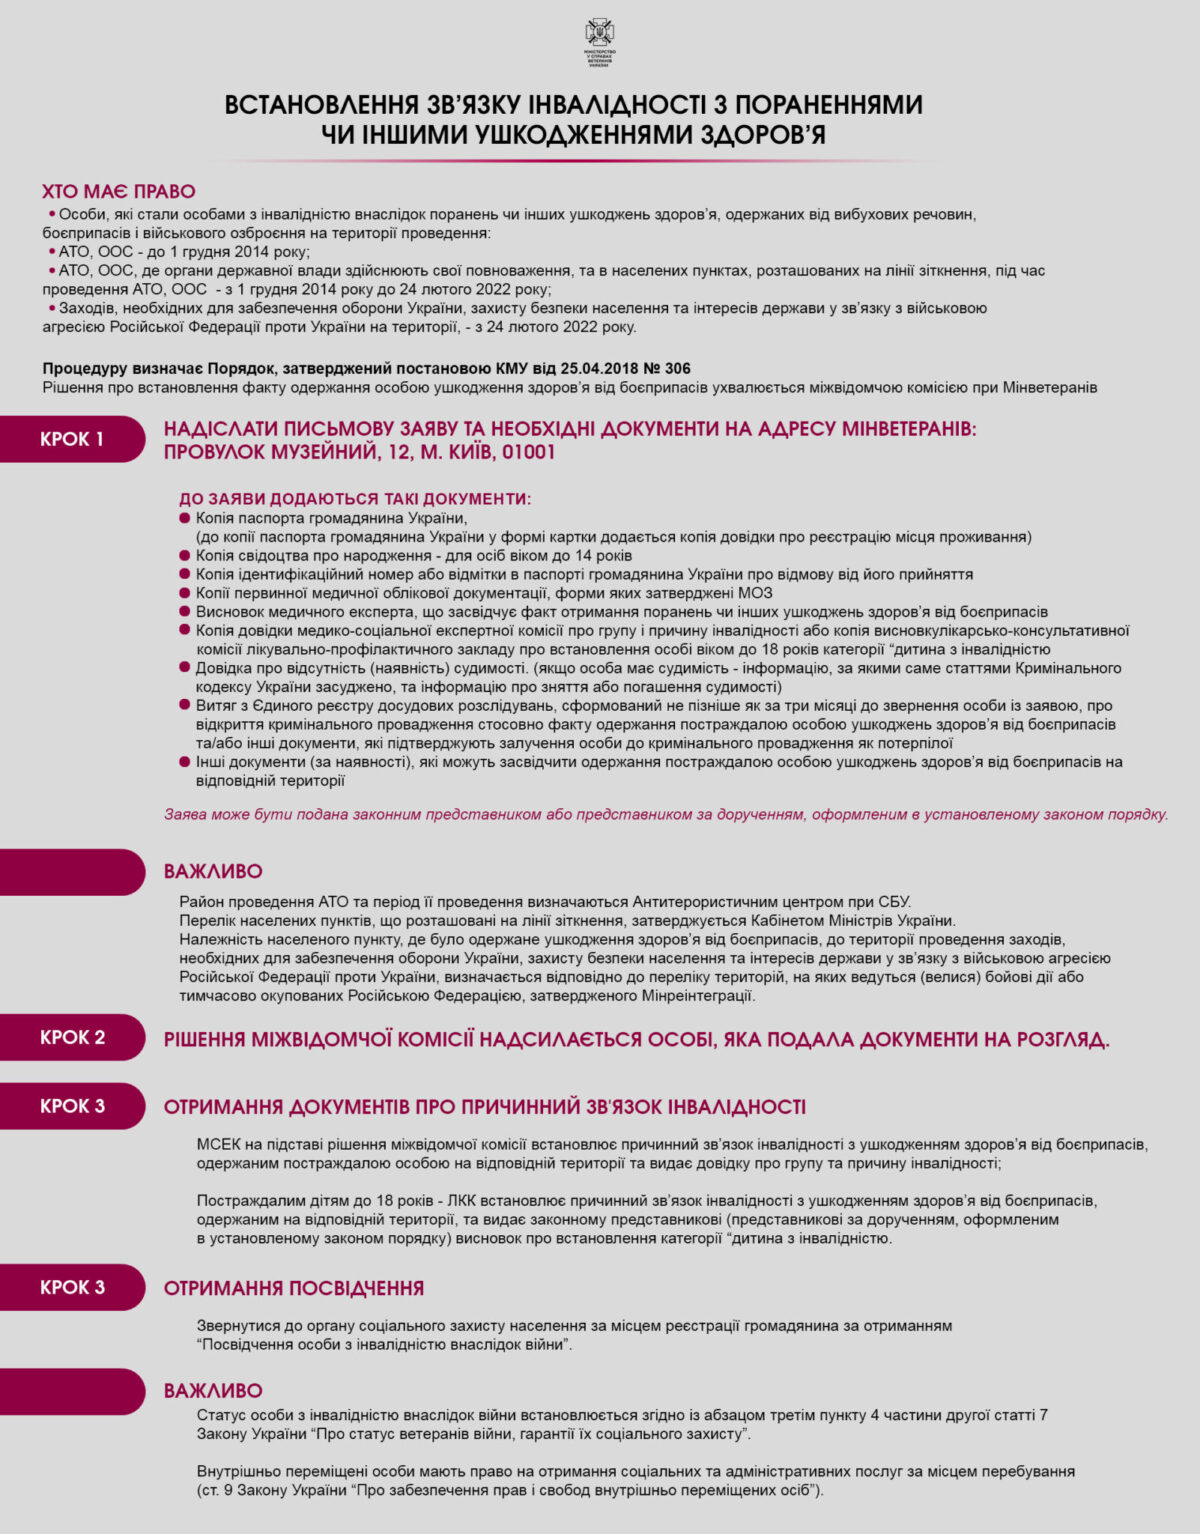 МІНІСТЕРСТВО
У СПРАВАХ
ВЕТЕРАНІВ
УКРАЇНИ
ВСТАНОВЛЕННЯ ЗВ’ЯЗКУ ІНВАЛІДНОСТІ З ПОРАНЕННЯМИ
ЧИ ІНШИМИ УШКОДЖЕННЯМИ ЗДОРОВ’Я
ХТО МАЄ ПРАВО
• Особи, які стали особами з інвалідністю внаслідок поранень чи інших ушкоджень здоров’я, одержаних від вибухових речовин,
боєприпасів і військового озброєння на території проведення:
• АТО, ООС - до 1 грудня 2014 року;
• АТО, ООС, де органи державної влади здійснюють свої повноваження, та в населених пунктах, розташованих на лінії зіткнення, під час
проведення АТО, ООС - з 1 грудня 2014 року до 24 лютого 2022 року;
• Заходів, необхідних для забезпечення оборони України, захисту безпеки населення та інтересів держави у зв’язку з військовою
агресією Російської Федерації проти України на території, - з 24 лютого 2022 року.
Процедуру визначає Порядок, затверджений постановою КМУ від 25.04.2018 № 306
Рішення про встановлення факту одержання особою ушкодження здоров’я від боєприпасів ухвалюється міжвідомчою комісією при Мінветеранів
КРОК 1
НАДІСЛАТИ ПИСЬМОВУ ЗАЯВУ ТА НЕОБХІДНІ ДОКУМЕНТИ НА АДРЕСУ МІНВЕТЕРАНІВ:
ПРОВУЛОК МУЗЕЙНИЙ, 12, М. КИЇВ, 01001
ДО ЗАЯВИ ДОДАЮТЬСЯ ТАКІ ДОКУМЕНТИ:
● Копія паспорта громадянина України,
(до копії паспорта громадянина України у формі картки додається копія довідки про реєстрацію місця проживання)
● Копія свідоцтва про народження - для осіб віком до 14 років
● Копія ідентифікаційний номер або відмітки в паспорті громадянина України про відмову від його прийняття
● Копії первинної медичної облікової документації, форми яких затверджені МОЗ
● Висновок медичного експерта, що засвідчує факт отримання поранень чи інших ушкоджень здоров’я від боєприпасів
● Копія довідки медико-соціальної експертної комісії про групу і причину інвалідності або копія висновкулікарсько-консультативної
комісії лікувально-профілактичного закладу про встановлення особі віком до 18 років категорії “дитина з інвалідністю
● Довідка про відсутність (наявність) судимості. (якщо особа має судимість - інформацію, за якими саме статтями Кримінального
кодексу України засуджено, та інформацію про зняття або погашення судимості)
● Витяг з Єдиного реєстру досудових розслідувань, сформований не пізніше як за три місяці до звернення особи із заявою, про
відкриття кримінального провадження стосовно факту одержання постраждалою особою ушкоджень здоров’я від боєприпасів
та/або інші документи, які підтверджують залучення особи до кримінального провадження як потерпілої
● Інші документи (за наявності), які можуть засвідчити одержання постраждалою особою ушкоджень здоров’я від боєприпасів на
відповідній території
Заява може бути подана законним представником або представником за дорученням, оформленим в установленому законом порядку.
ВАЖЛИВО
Район проведення АТО та період її проведення визначаються Антитерористичним центром при СБУ.
Перелік населених пунктів, що розташовані на лінії зіткнення, затверджується Кабінетом Міністрів України.
Належність населеного пункту, де було одержане ушкодження здоров’я від боєприпасів, до території проведення заходів,
необхідних для забезпечення оборони України, захисту безпеки населення та інтересів держави у зв’язку з військовою агресією
Російської Федерації проти України, визначається відповідно до переліку територій, на яких ведуться (велися) бойові дії або
тимчасово окупованих Російською Федерацією, затвердженого Мінреінтеграції.
КРОК 2
РІШЕННЯ МІЖВІДОМЧОЇ КОМІСІЇ НАДСИЛАЄТЬСЯ ОСОБІ, ЯКА ПОДАЛА ДОКУМЕНТИ НА РОЗГЛЯД.
КРОК 3
ОТРИМАННЯ ДОКУМЕНТІВ ПРО ПРИЧИННИЙ ЗВ'ЯЗОК ІНВАЛІДНОСТІ
МСЕК на підставі рішення міжвідомчої комісії встановлює причинний зв’язок інвалідності з ушкодженням здоров’я від боєприпасів,
одержаним постраждалою особою на відповідній території та видає довідку про групу та причину інвалідності;
Постраждалим дітям до 18 років - ЛКК встановлює причинний зв’язок інвалідності з ушкодженням здоров’я від боєприпасів,
одержаним на відповідній території, та видає законному представникові (представникові за дорученням, оформленим
в установленому законом порядку) висновок про встановлення категорії “дитина з інвалідністю.
КРОК 3
ОТРИМАННЯ ПОСВІДЧЕННЯ
Звернутися до органу соціального захисту населення за місцем реєстрації громадянина за отриманням
“Посвідчення особи з інвалідністю внаслідок війни”.
ВАЖЛИВО
Статус особи з інвалідністю внаслідок війни встановлюється згідно із абзацом третім пункту 4 частини другої статті 7
Закону України “Про статус ветеранів війни, гарантії їх соціального захисту”.
Внутрішньо переміщені особи мають право на отримання соціальних та адміністративних послуг за місцем перебування
(ст. 9 Закону України “Про забезпечення прав і свобод внутрішньо переміщених осіб”).